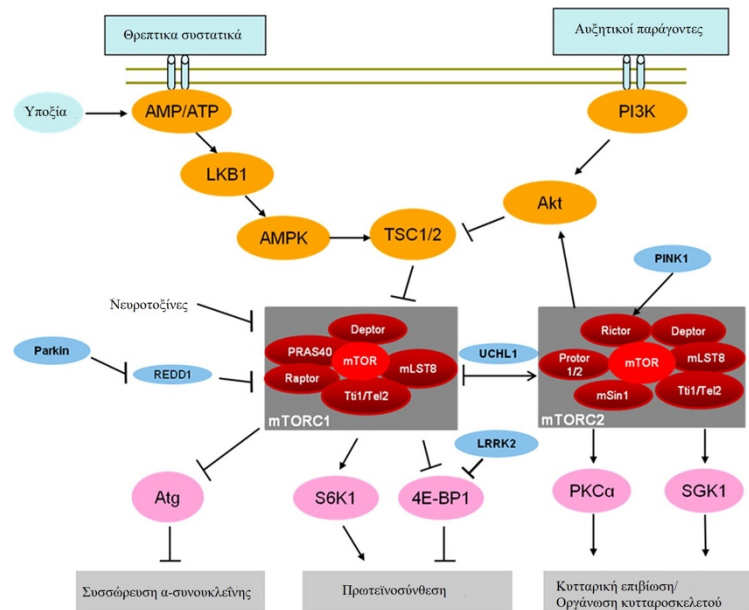 Θρεπτικα συστατικά
Αυξητικοί παράγοντες
Υποξία
AMP/ATP
PI3K
LKB1
Akt
AMPK
TSC1/2
PINK1
Νευροτοξίνες
Deptor
PRAS40
mTOR
mLST8
Raptor
Tti1/Tel2
mTORC1
UCHL1
Rictor
Deptor
Protor
1/2
mTOR
mLST8
mSin1
Tti1/Tel2
mTORC2
Parkin
REDD1
LRRK2
Atg
S6K1
4E-BP1
PKCα
SGK1
Συσσώρευση α-συνουκλεΐνης
Πρωτεϊνοσύνθεση
Κυτταρική επιβίωση/
Οργάνοση κυτταροσκελετού